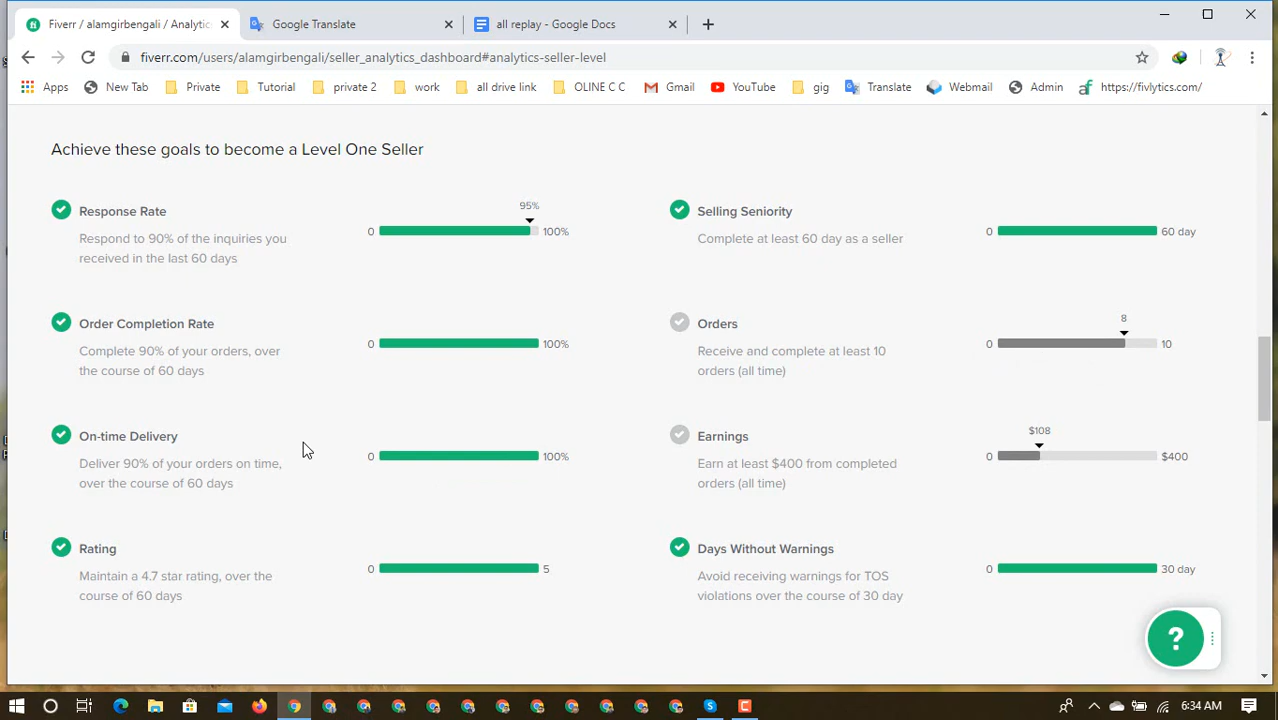 Fiverr / alamgirbengali / Analytic
Google Translate
all replay - Google Docs
fiverr.com/users/alamgirbengali/seller_analytics_dashboard#analytics-seller-level
Apps
New Tab
Private
Tutorial
private 2
work
all drive link
OLINE C C
Gmail
YouTube
gig
Translate
Webmail
Admin
https://fivlytics.com/
Achieve these goals to become a Level One Seller
Response Rate
Respond to 90% of the inquiries you
received in the last 60 days
95%
0 100%
Selling Seniority
Complete at least 60 day as a seller
0 60 day
Order Completion Rate
Complete 90% of your orders, over
the course of 60 days
0 100%
Orders
Receive and complete at least 10
orders (all time)
8
0 10
On-time Delivery
Deliver 90% of your orders on time,
over the course of 60 days
0 100%
Earnings
Earn at least $400 from completed
orders (all time)
$108
0 $400
Rating
Maintain a 4.7 star rating, over the
course of 60 days
0 5
Days Without Warnings
Avoid receiving warnings for TOS
violations over the course of 30 day
0 30 day
?
6:34 AM